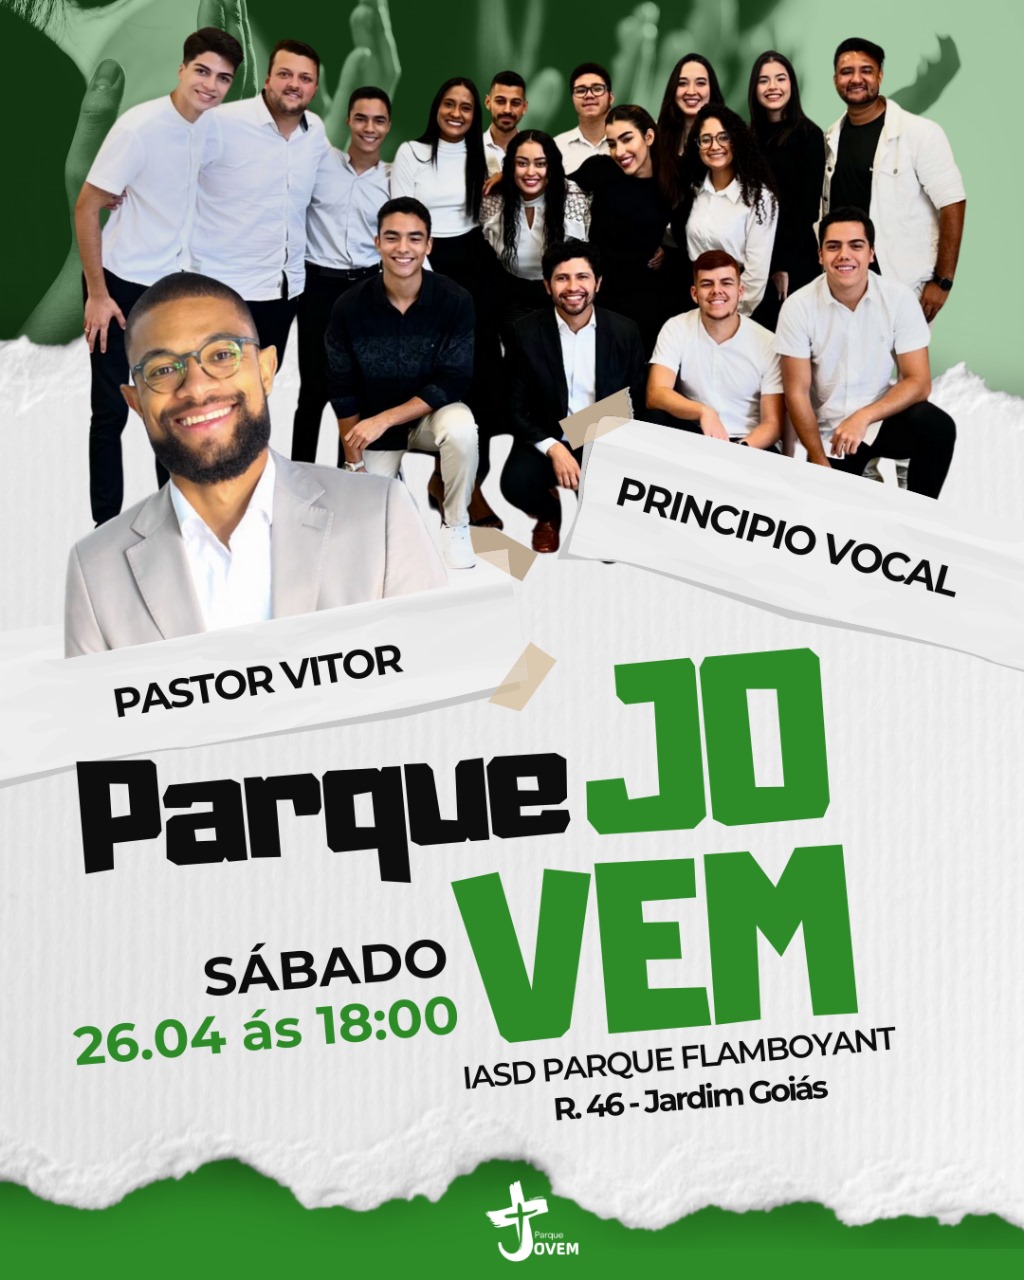 PRINCIPIO VOCAL
PASTOR VITOR
Parque JO
VEM
SÁBADO
26.04 ás 18:00
IASD PARQUE FLAMBOYANT
R. 46 - Jardim Goiás
Parque
JOVEM